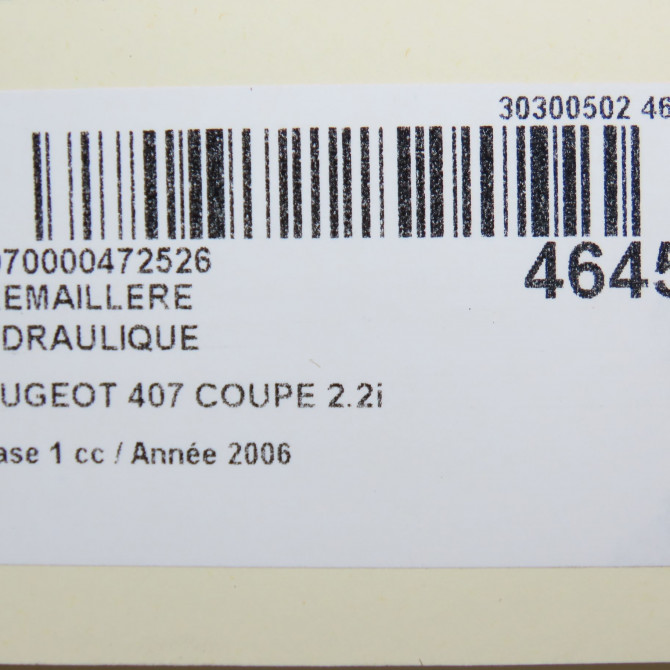 30300502 46
4645
070000472526
EMAILLERE
DRAULIQUE
UGEOT 407 COUPE 2.2i
ase 1 cc / Année 2006